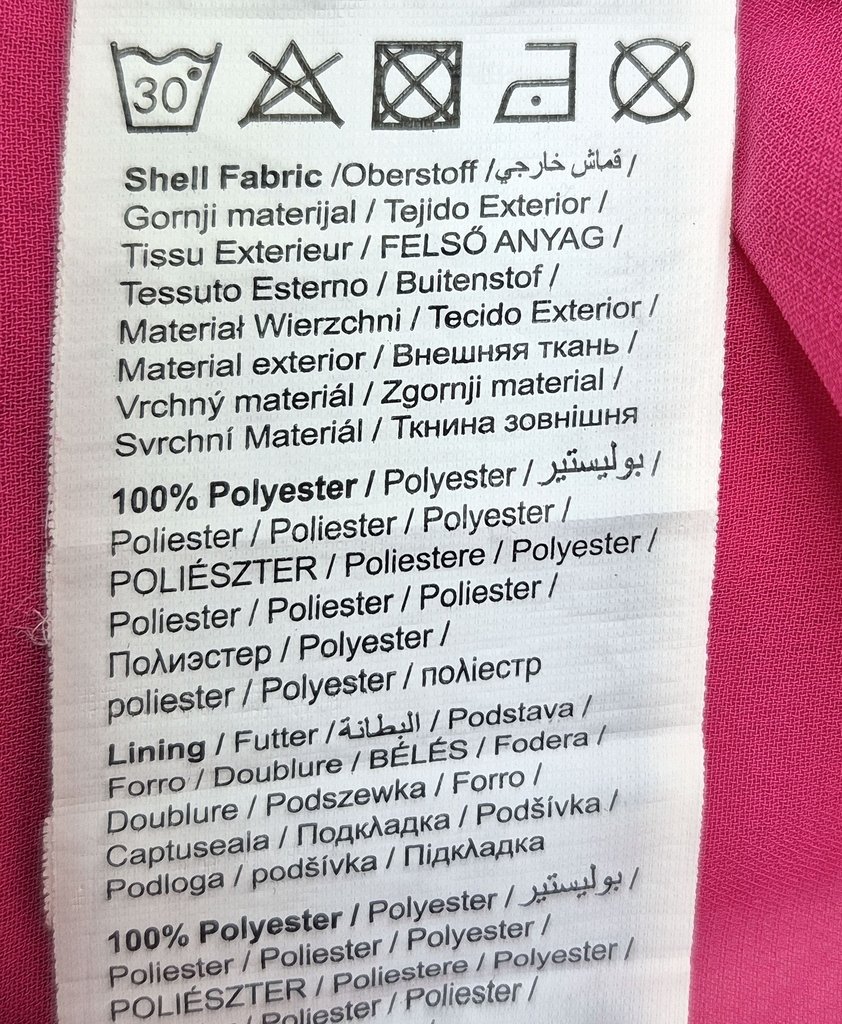 30°
Shell Fabric /Oberstoff /قماش خارجي /
Gornji materijal / Tejido Exterior /
Tissu Exterieur / FELSŐ ANYAG /
Tessuto Esterno / Buitenstof /
Materiał Wierzchni / Tecido Exterior /
Material exterior / Внешняя ткань /
Vrchný materiál / Zgornji material /
Svrchní Materiál / Ткнина зовнішня
100% Polyester / Polyester / بوليستير /
Poliester / Poliester / Polyester /
POLIÉSZTER / Poliestere / Polyester /
Poliester / Poliester / Poliester /
Полиэстер / Polyester /
poliester / Polyester / поліестр
Lining / Futter /البطانة / Podstava /
Forro / Doublure / BÉLÉS / Fodera /
Doublure / Podszewka / Forro /
Captuseala / Подкладка / Podšívka /
Podloga / podšívka / Підкладка
100% Polyester / Polyester / بوليستير /
Poliester / Poliester / Polyester /
POLIÉSZTER / Poliestere / Polyester /
/ Poliester / Poliester /